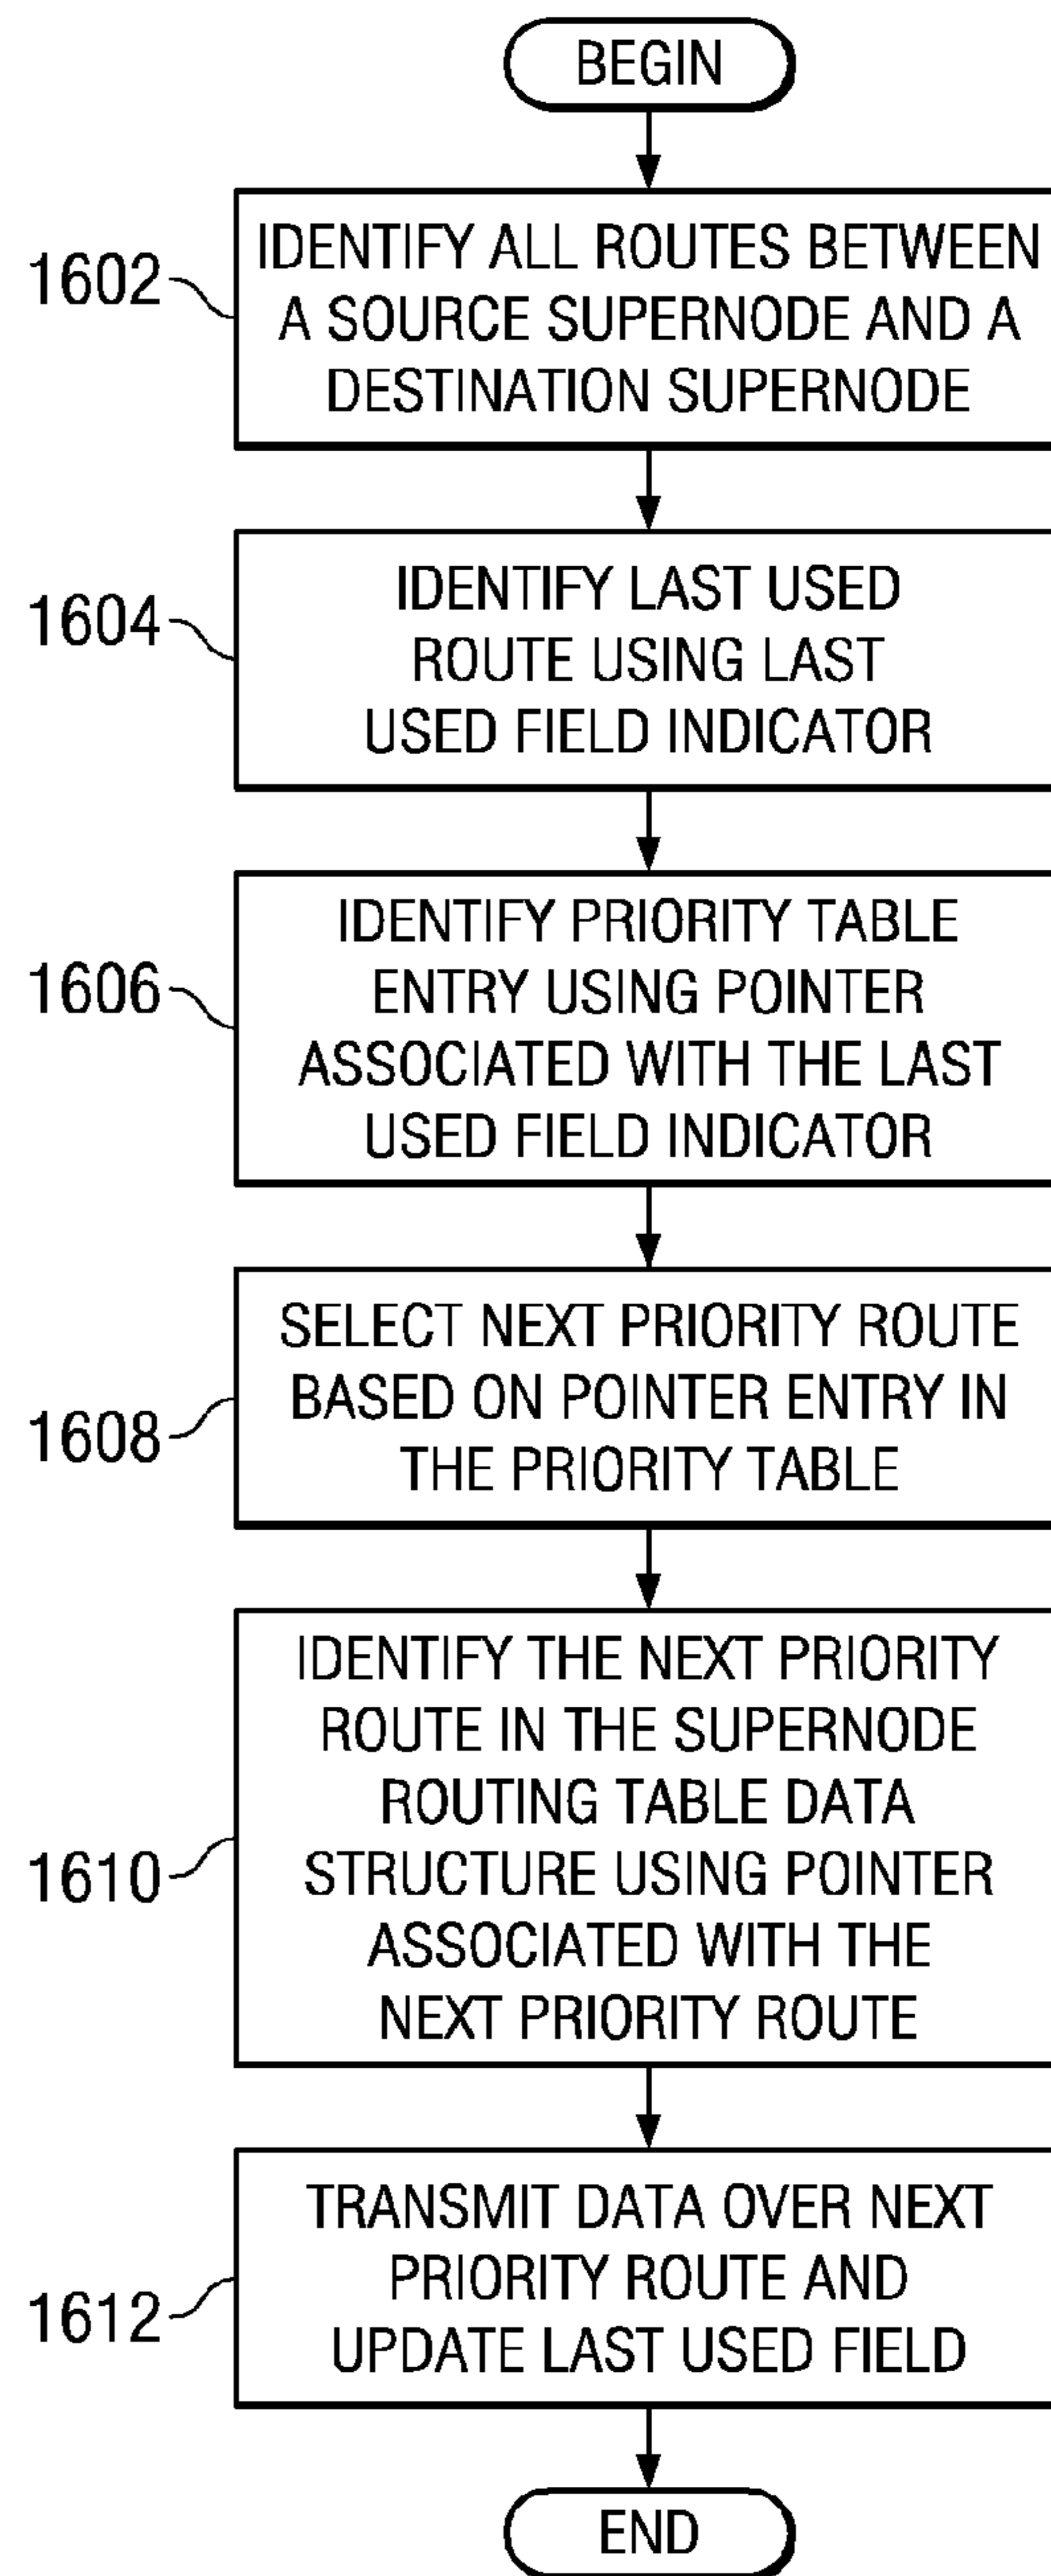 BEGIN
1602
IDENTIFY ALL ROUTES BETWEEN
A SOURCE SUPERNODE AND A
DESTINATION SUPERNODE
1604
IDENTIFY LAST USED
ROUTE USING LAST
USED FIELD INDICATOR
1606
IDENTIFY PRIORITY TABLE
ENTRY USING POINTER
ASSOCIATED WITH THE LAST
USED FIELD INDICATOR
1608
SELECT NEXT PRIORITY ROUTE
BASED ON POINTER ENTRY IN
THE PRIORITY TABLE
1610
IDENTIFY THE NEXT PRIORITY
ROUTE IN THE SUPERNODE
ROUTING TABLE DATA
STRUCTURE USING POINTER
ASSOCIATED WITH THE
NEXT PRIORITY ROUTE
1612
TRANSMIT DATA OVER NEXT
PRIORITY ROUTE AND
UPDATE LAST USED FIELD
END